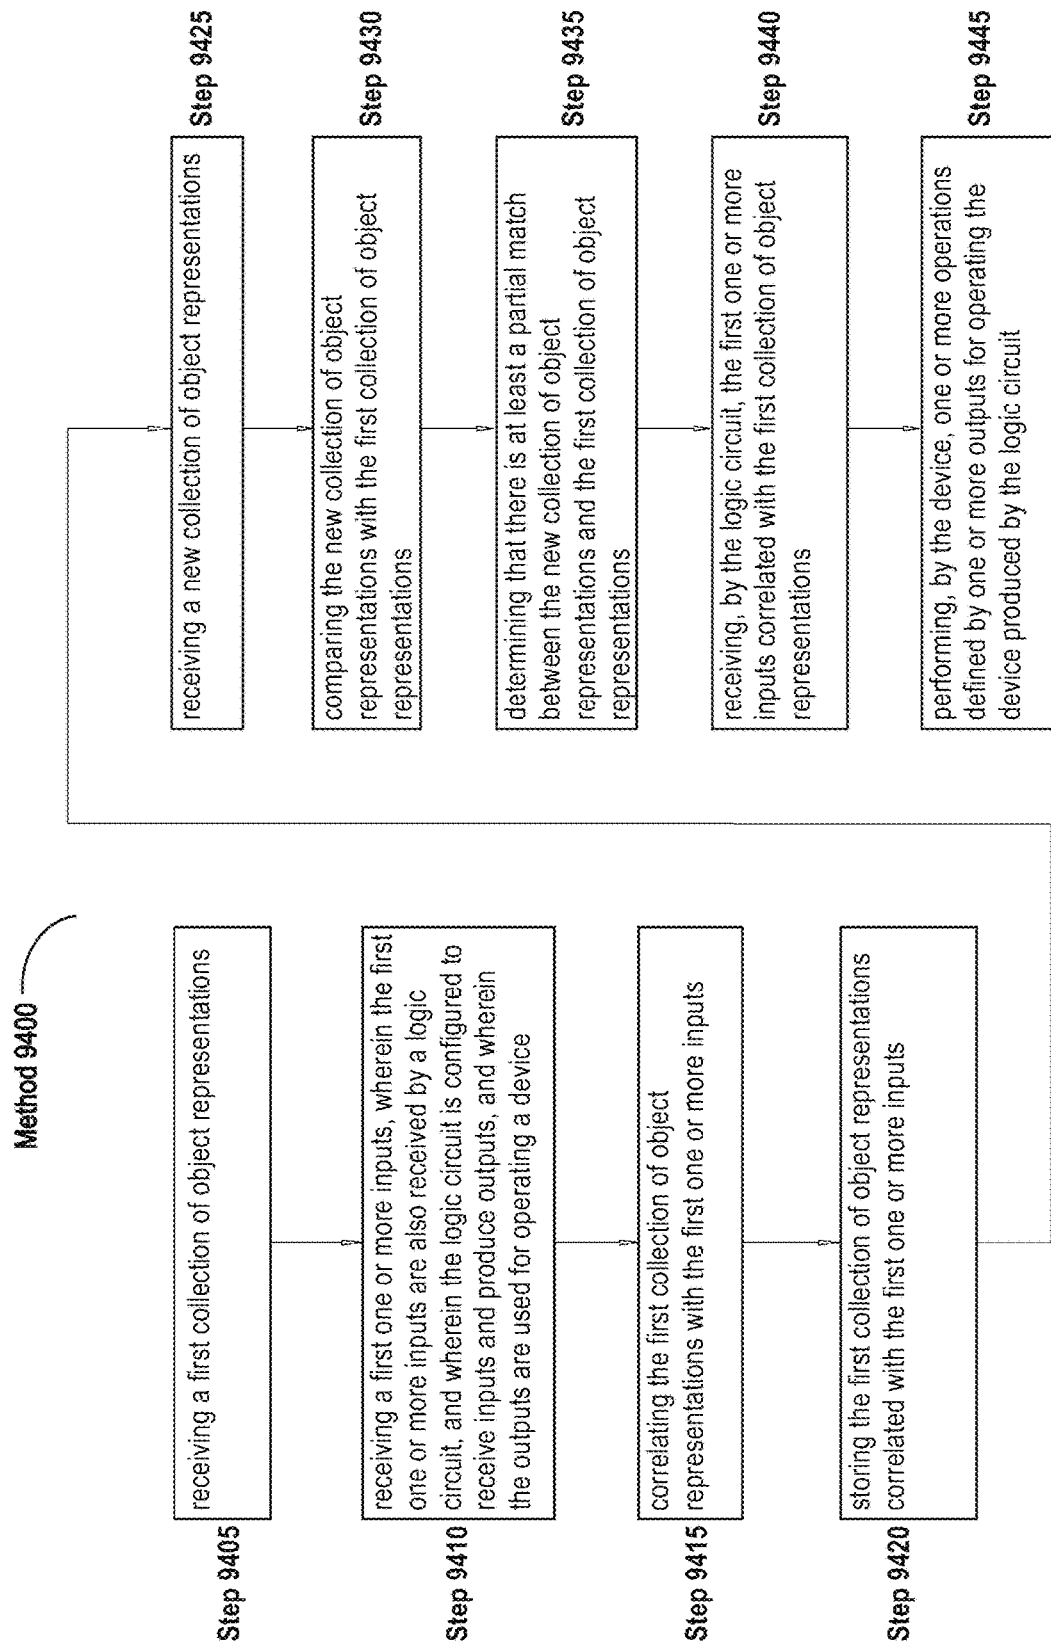 Method 9400
Step 9405
receiving a first collection of object representations
Step 9410
receiving a first one or more inputs, wherein the first
one or more inputs are also received by a logic
circuit, and wherein the logic circuit is configured to
receive inputs and produce outputs, and wherein
the outputs are used for operating a device
Step 9415
correlating the first collection of object
representations with the first one or more inputs
Step 9420
storing the first collection of object representations
correlated with the first one or more inputs
Step 9425
receiving a new collection of object representations
Step 9430
comparing the new collection of object
representations with the first collection of object
representations
Step 9435
determining that there is at least a partial match
between the new collection of object
representations and the first collection of object
representations
Step 9440
receiving, by the logic circuit, the first one or more
inputs correlated with the first collection of object
representations
Step 9445
performing, by the device, one or more operations
defined by one or more outputs for operating the
device produced by the logic circuit